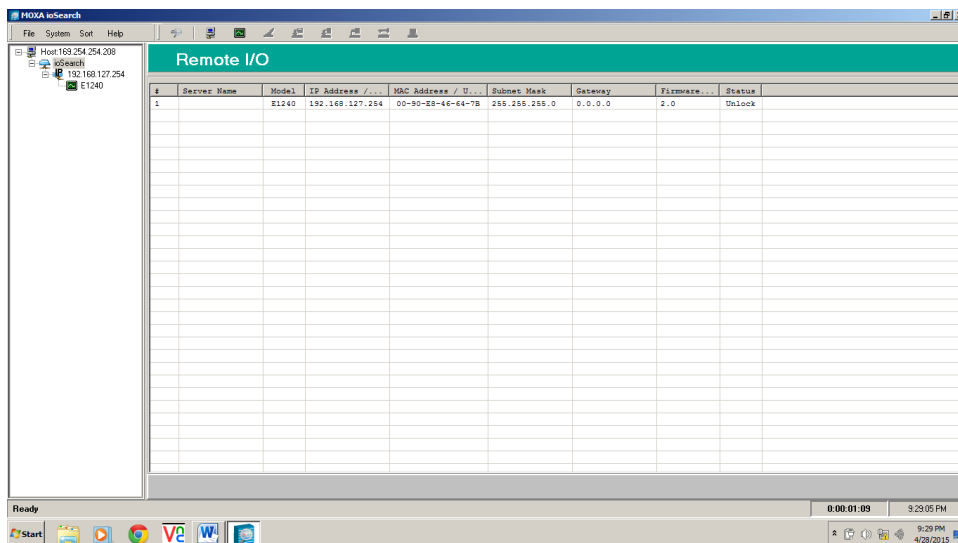 MOXA ioSearch
File System Sort Help
Host:169.254.254.208
ioSearch
192.168.127.254
E1240
Remote I/O
# Server Name Model IP Address /... MAC Address / U... Subnet Mask Gateway Firmware... Status
1 E1240 192.168.127.254 00-90-E8-46-64-7B 255.255.255.0 0.0.0.0 2.0 Unlock
Ready 0:00:01:09 9:29:05 PM
Start
9:29 PM
4/28/2015